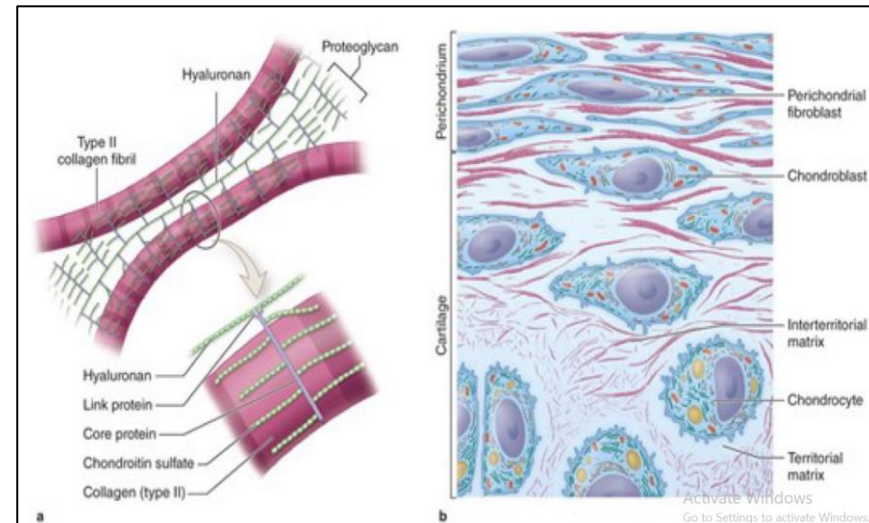 Proteoglycan
Hyaluronan
Type II
collagen fibril
Hyaluronan
Link protein
Core protein
Chondroitin sulfate
Collagen (type II)
a
Perichondrium
Cartilage
Perichondrial
fibroblast
Chondroblast
Interterritorial
matrix
Chondrocyte
Territorial
matrix
b
Activate Windows
Go to Settings to activate Windows.